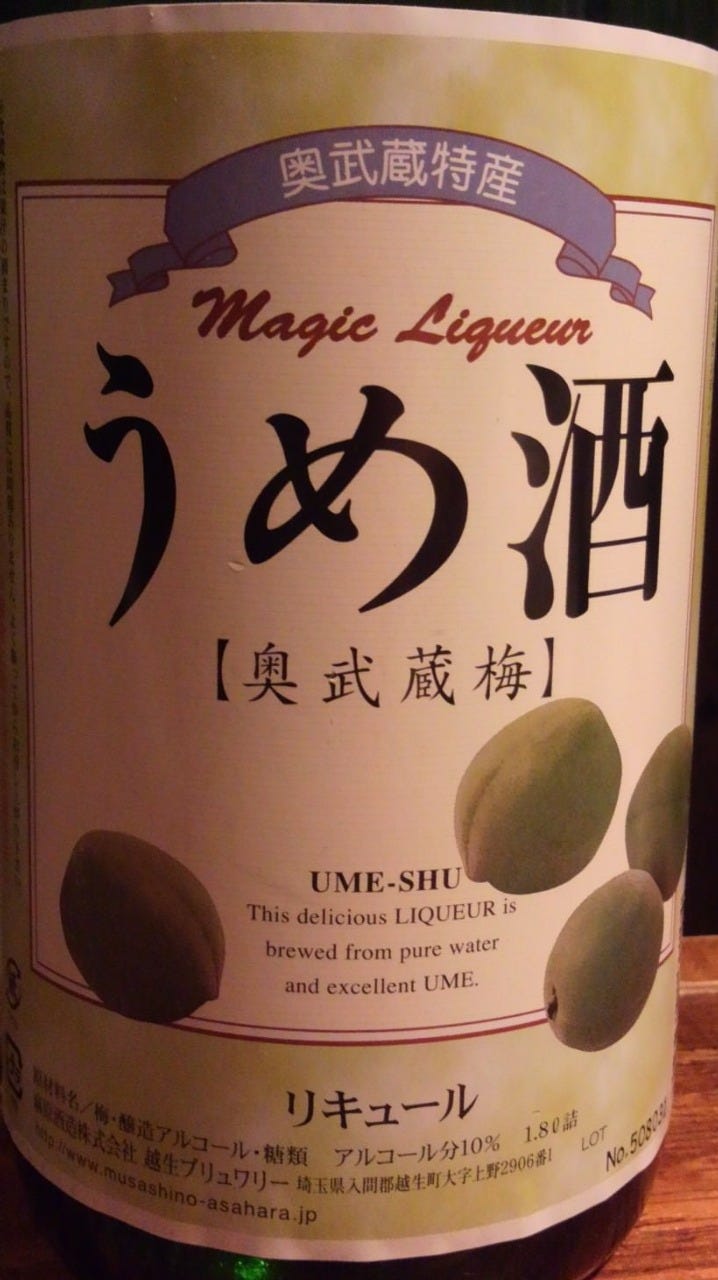 奥武蔵特産
Magic Liqueur
うめ酒
【奥武蔵梅】
UME-SHU
This delicious LIQUEUR is
brewed from pure water
and excellent UME.
リキュール
原材料名/梅・醸造アルコール・糖類 アルコール分10% 1.8ℓ詰
麻原酒造株式会社 越生ブリュワリー 埼玉県入間郡越生町大字上野2906番1
http://www.musashino-asahara.jp
LOT
No.